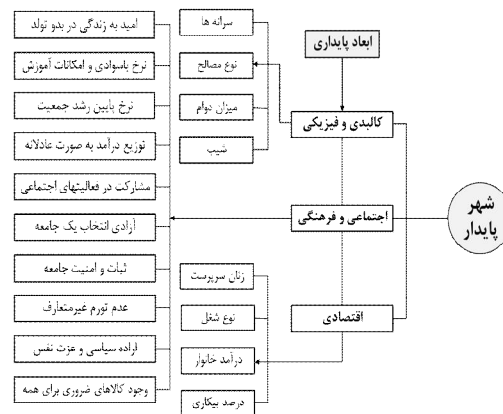 ابعاد پایداری
شهر
پایدار
کالبدی و فیزیکی
اجتماعی و فرهنگی
اقتصادی
سرانه ها
نوع مصالح
میزان دوام
شیب
زنان سرپرست
نوع شغل
درآمد خانوار
درصد بیکاری
امید به زندگی در بدو تولد
نرخ باسوادی و امکانات آموزش
نرخ پایین رشد جمعیت
توزیع درآمد به صورت عادلانه
مشارکت در فعالیتهای اجتماعی
آزادی انتخاب یک جامعه
ثبات و امنیت جامعه
عدم تورم غیرمتعارف
اراده سیاسی و عزت نفس
وجود کالاهای ضروری برای همه